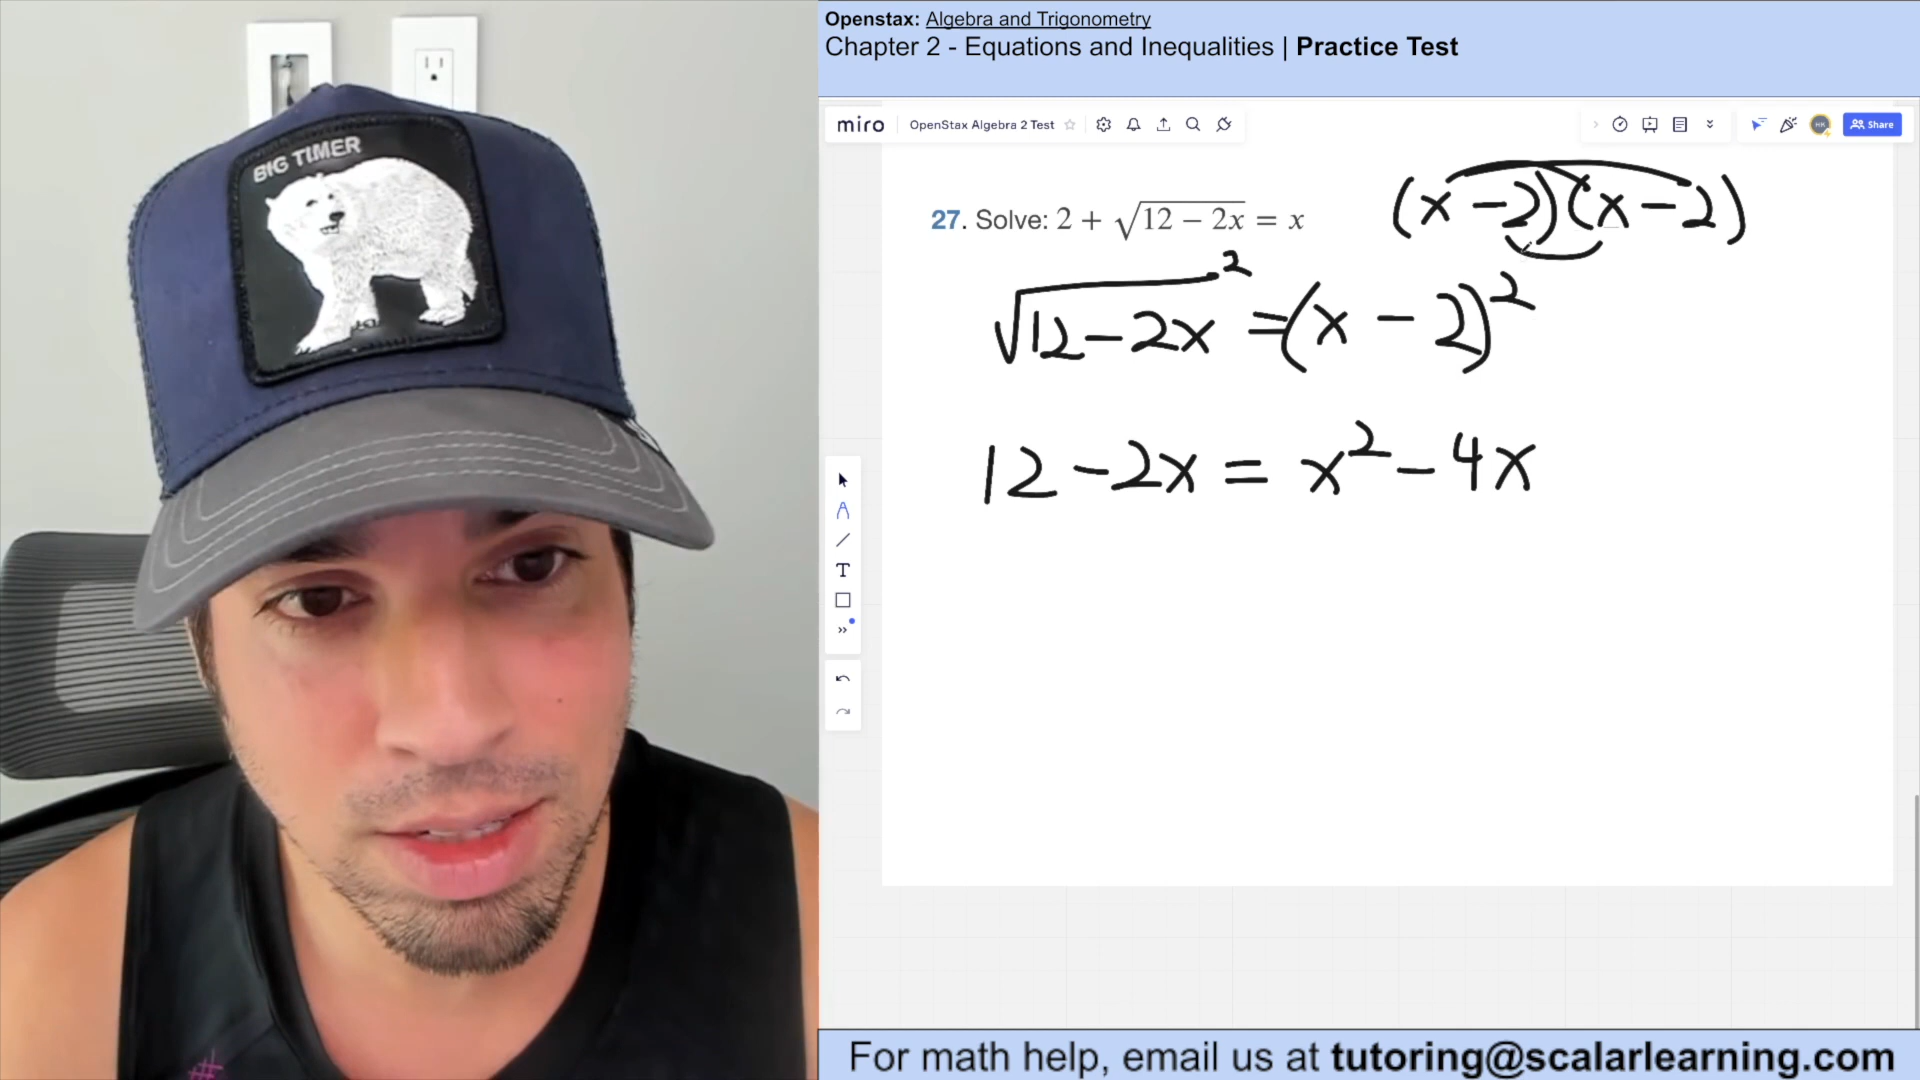 BIG TIMER
Openstax: Algebra and Trigonometry
Chapter 2 - Equations and Inequalities | Practice Test
miro OpenStax Algebra 2 Test
Share
27. Solve: 2 + √12 − 2x = x
(x − 2)(x − 2)
√12 − 2x ² = (x − 2)²
12 − 2x = x² − 4x
T
For math help, email us at tutoring@scalarlearning.com